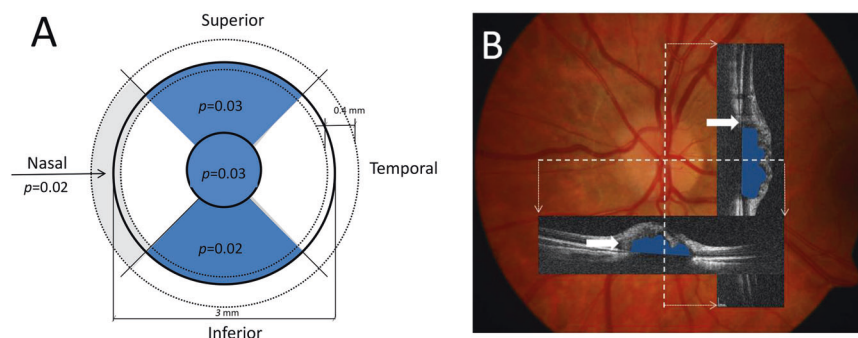 A
Superior
p=0.03
0.4 mm
Nasal
p=0.02
p=0.03
Temporal
p=0.02
3 mm
Inferior
B